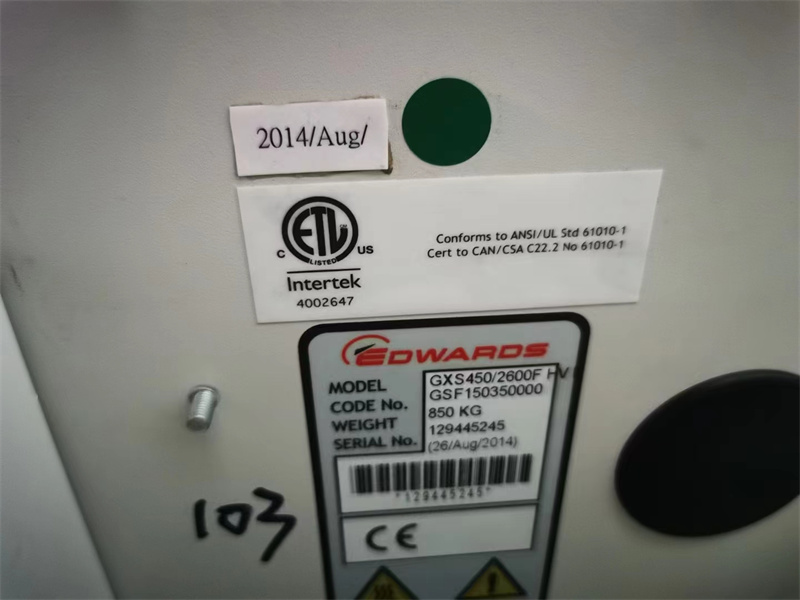 2014/Aug/
ETL
LISTED
C US
Intertek
4002647
Conforms to ANSI/UL Std 61010-1
Cert to CAN/CSA C22.2 No 61010-1
EDWARDS
MODEL GXS450/2600F HV
CODE No. GSF150350000
WEIGHT 850 KG
SERIAL No. 129445245
(26/Aug/2014)
*129445245*
CE
103